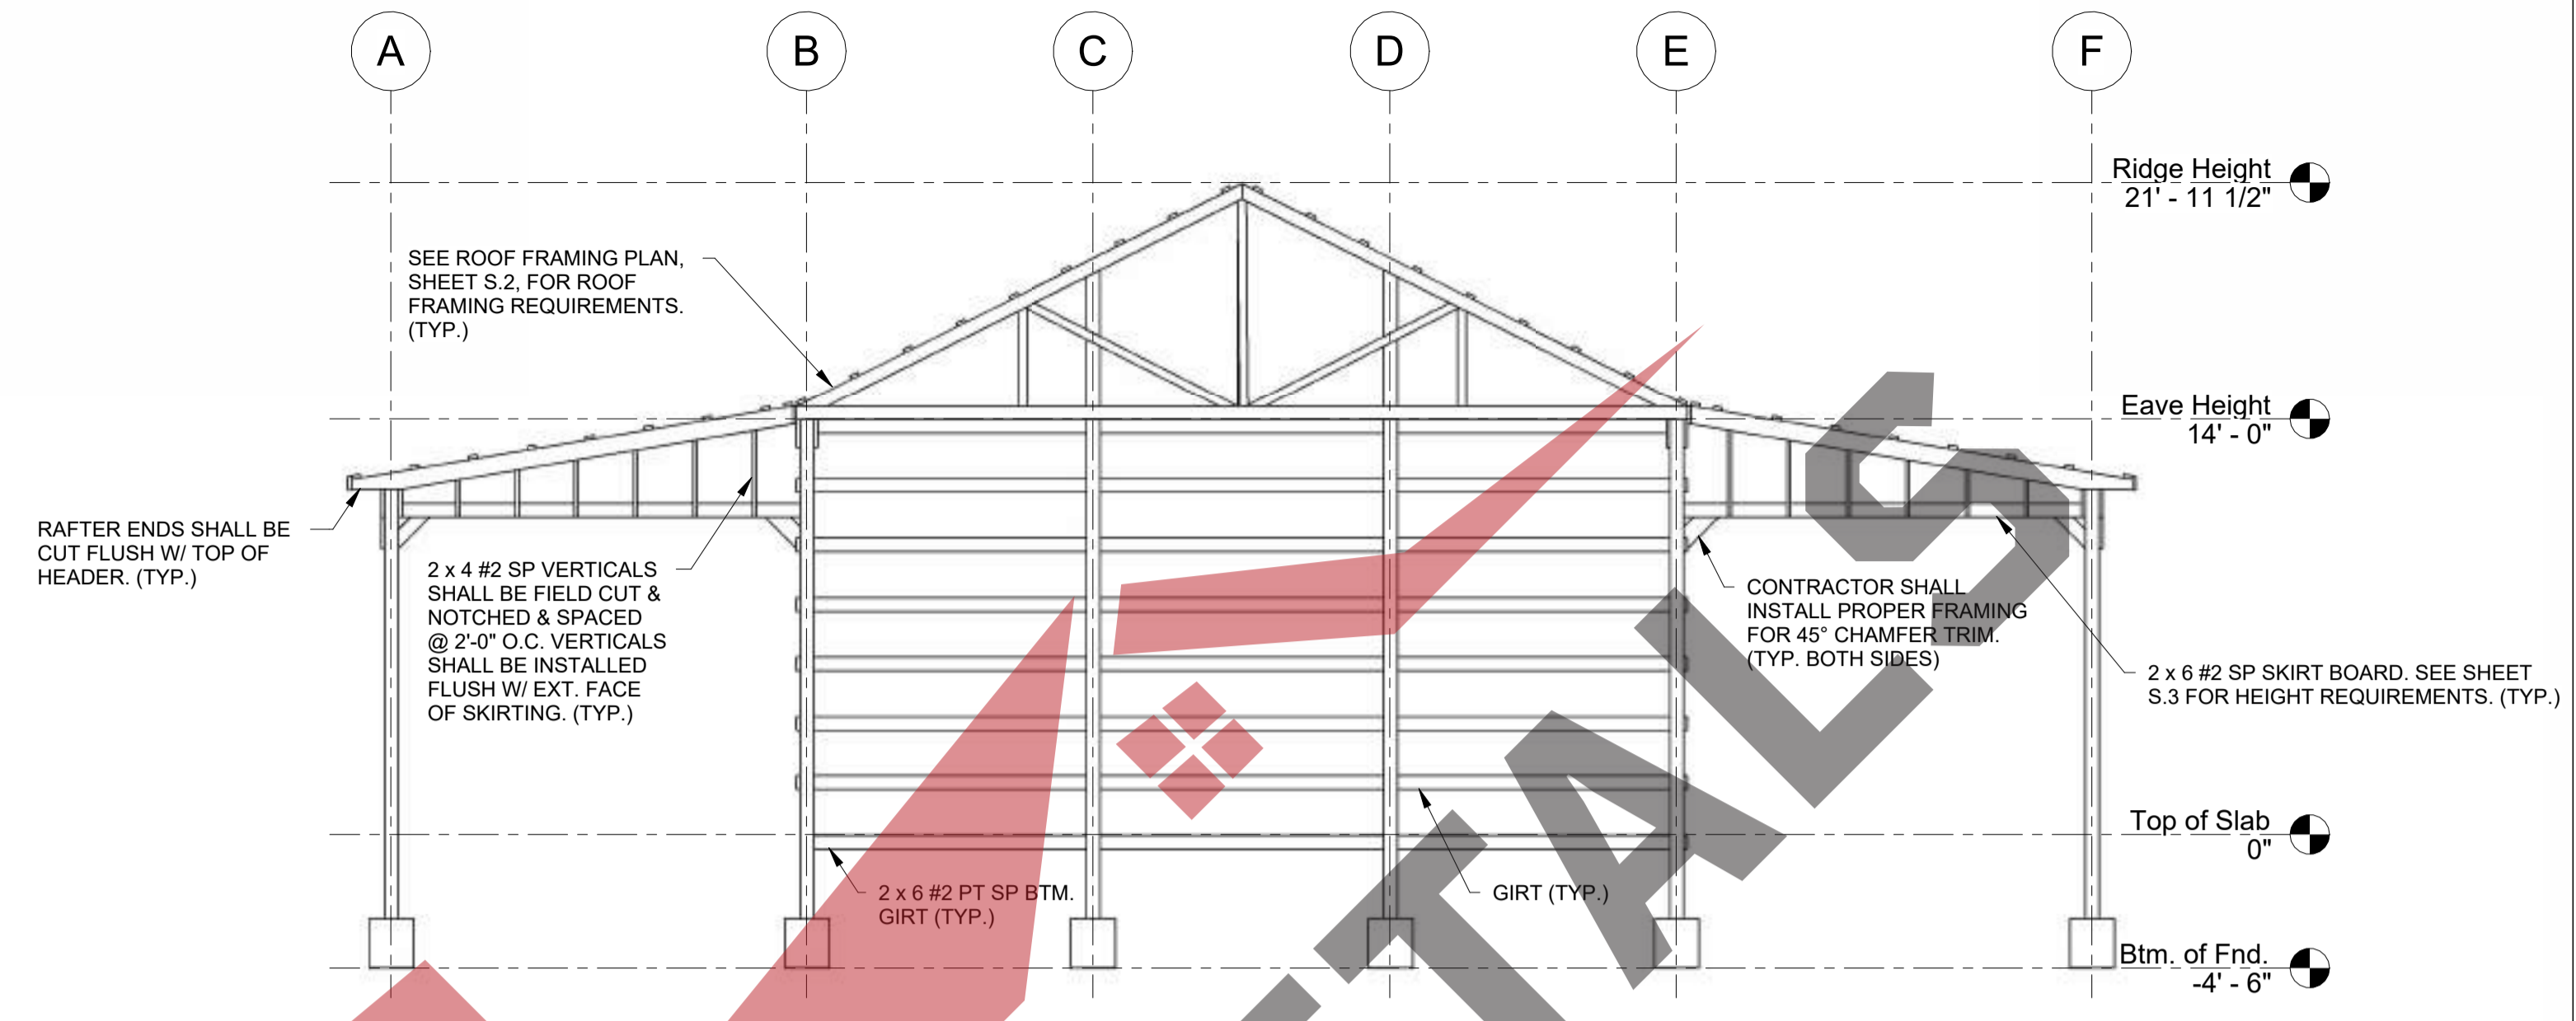 A
B
C
D
E
F
Ridge Height
21' - 11 1/2"
SEE ROOF FRAMING PLAN,
SHEET S.2, FOR ROOF
FRAMING REQUIREMENTS.
(TYP.)
Eave Height
14' - 0"
RAFTER ENDS SHALL BE
CUT FLUSH W/ TOP OF
HEADER. (TYP.)
2 x 4 #2 SP VERTICALS
SHALL BE FIELD CUT &
NOTCHED & SPACED
@ 2'-0" O.C. VERTICALS
SHALL BE INSTALLED
FLUSH W/ EXT. FACE
OF SKIRTING. (TYP.)
CONTRACTOR SHALL
INSTALL PROPER FRAMING
FOR 45° CHAMFER TRIM.
(TYP. BOTH SIDES)
2 x 6 #2 SP SKIRT BOARD. SEE SHEET
S.3 FOR HEIGHT REQUIREMENTS. (TYP.)
Top of Slab
0"
2 x 6 #2 PT SP BTM.
GIRT (TYP.)
GIRT (TYP.)
Btm. of Fnd.
-4' - 6"
TALS